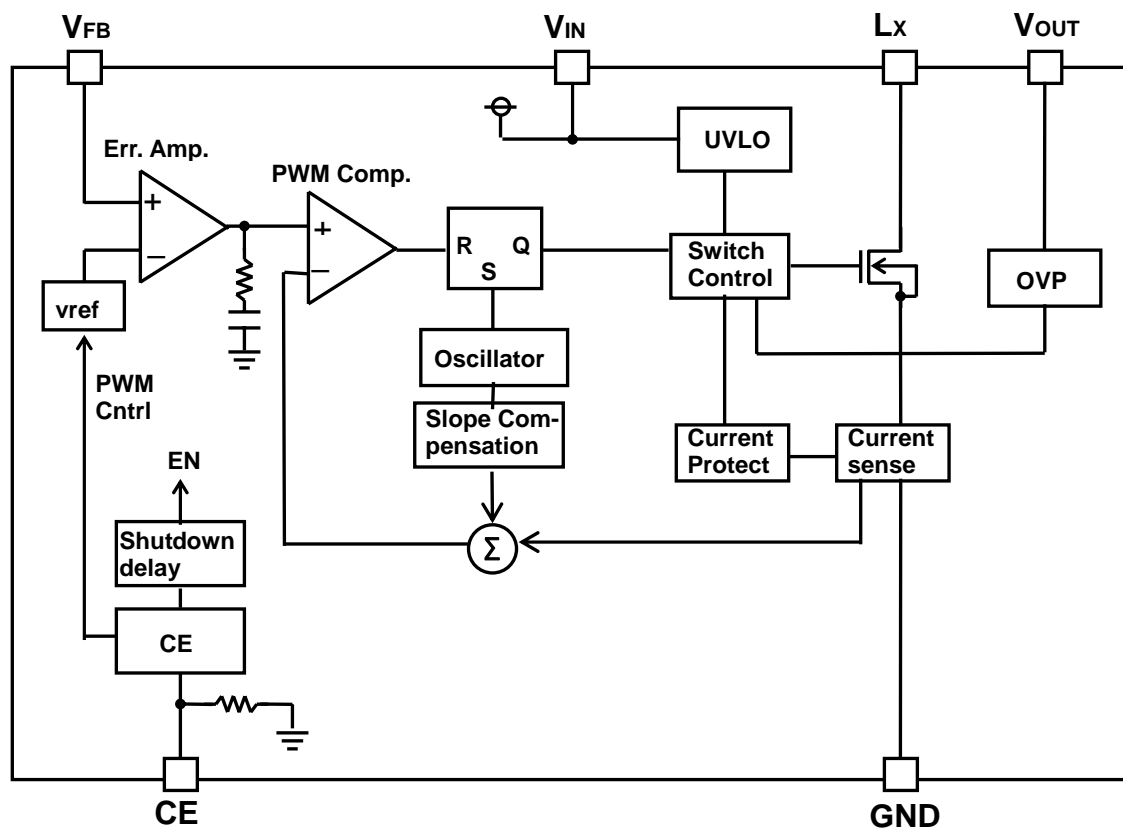 VFB
VIN
LX
VOUT
Err. Amp.
PWM Comp.
UVLO
+
−
+
−
R
Q
S
Switch
Control
OVP
vref
Oscillator
PWM
Cntrl
Slope Com-
pensation
Current
Protect
Current
sense
EN
Shutdown
delay
Σ
CE
CE
GND